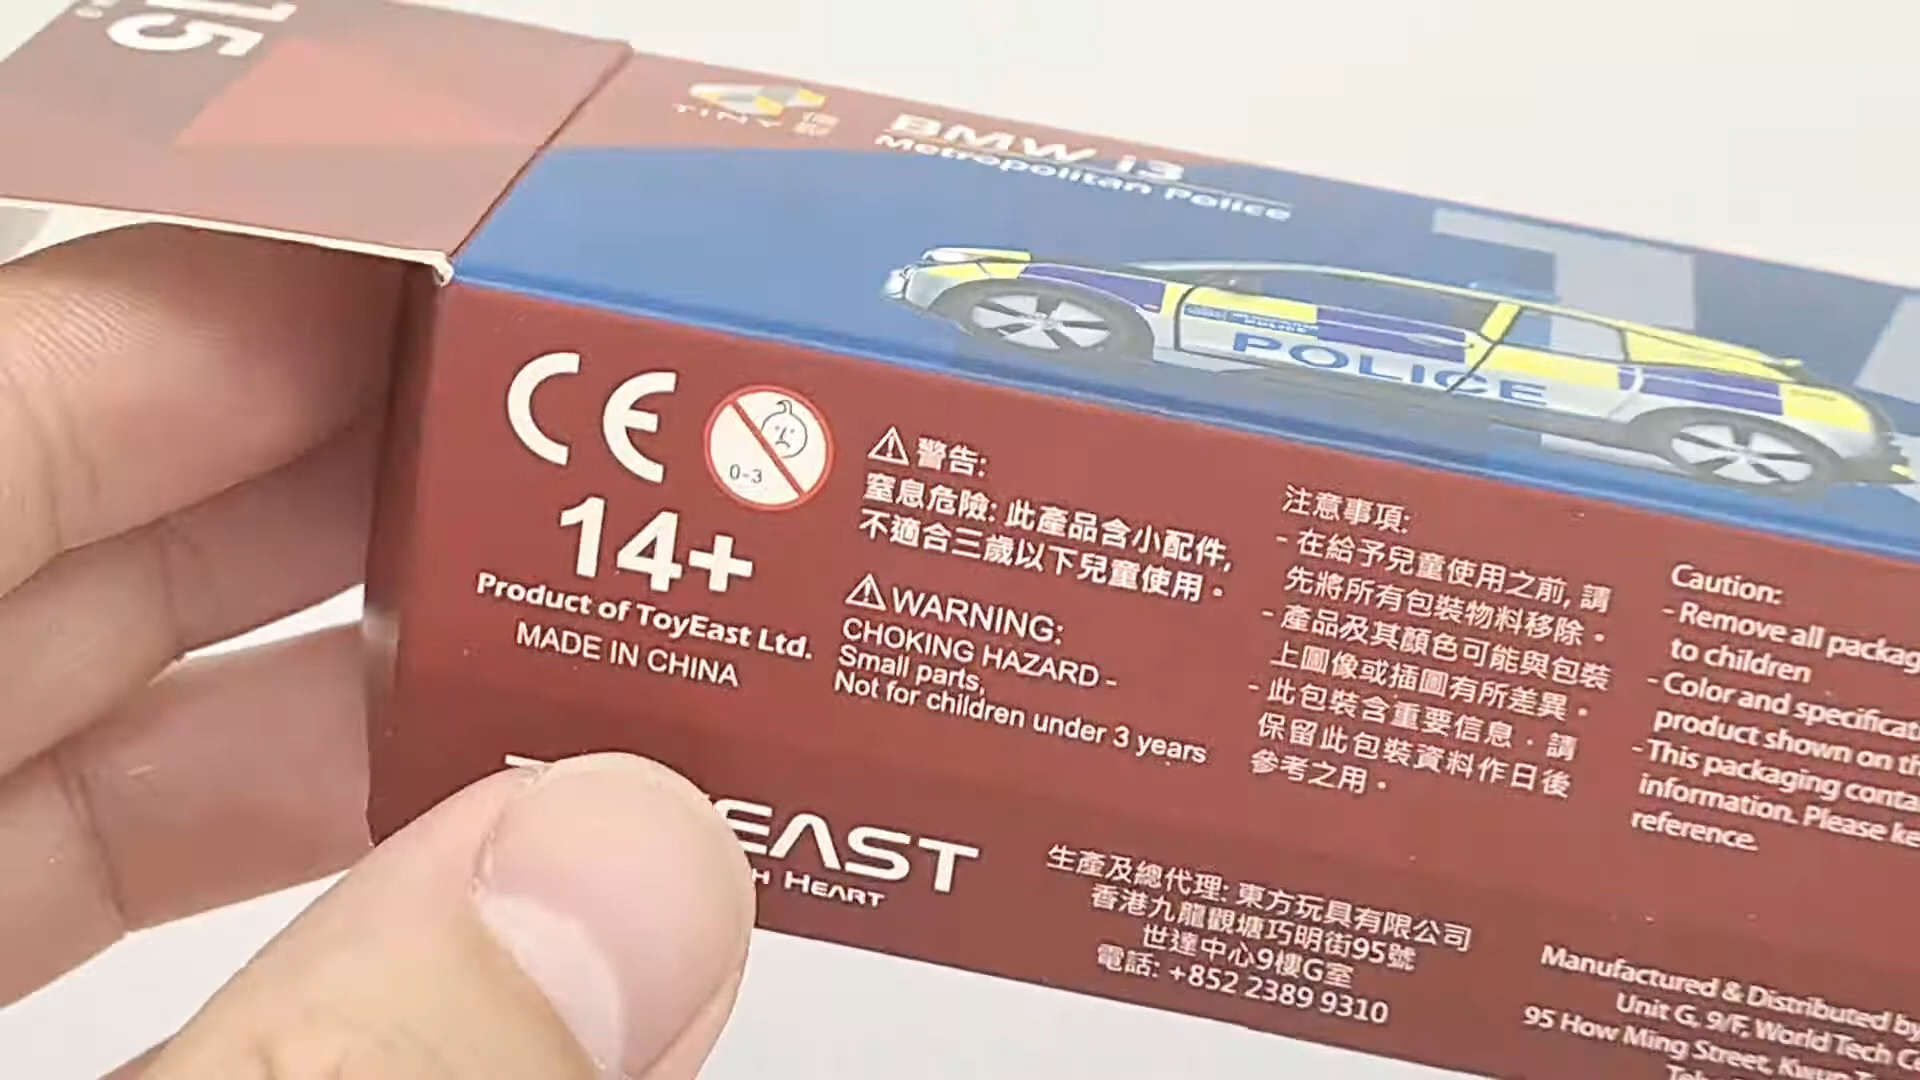 15
TINY 微影
BMW i3
Metropolitan Police
POLICE
CE
0-3
14+
Product of ToyEast Ltd.
MADE IN CHINA
警告:
窒息危險: 此產品含小配件,
不適合三歲以下兒童使用。
WARNING:
CHOKING HAZARD -
Small parts,
Not for children under 3 years
注意事項:
- 在給予兒童使用之前, 請
先將所有包裝物料移除。
- 產品及其顏色可能與包裝
上圖像或插圖有所差異。
- 此包裝含重要信息。請
保留此包裝資料作日後
參考之用。
Caution:
- Remove all packag
to children
- Color and specificat
product shown on th
- This packaging conta
information. Please ke
reference.
EAST
HEART
生產及總代理: 東方玩具有限公司
香港九龍觀塘巧明街95號
世達中心9樓G室
電話: +852 2389 9310
Manufactured & Distributed by
Unit G, 9/F, World Tech Ce
95 How Ming Street, Kwun T